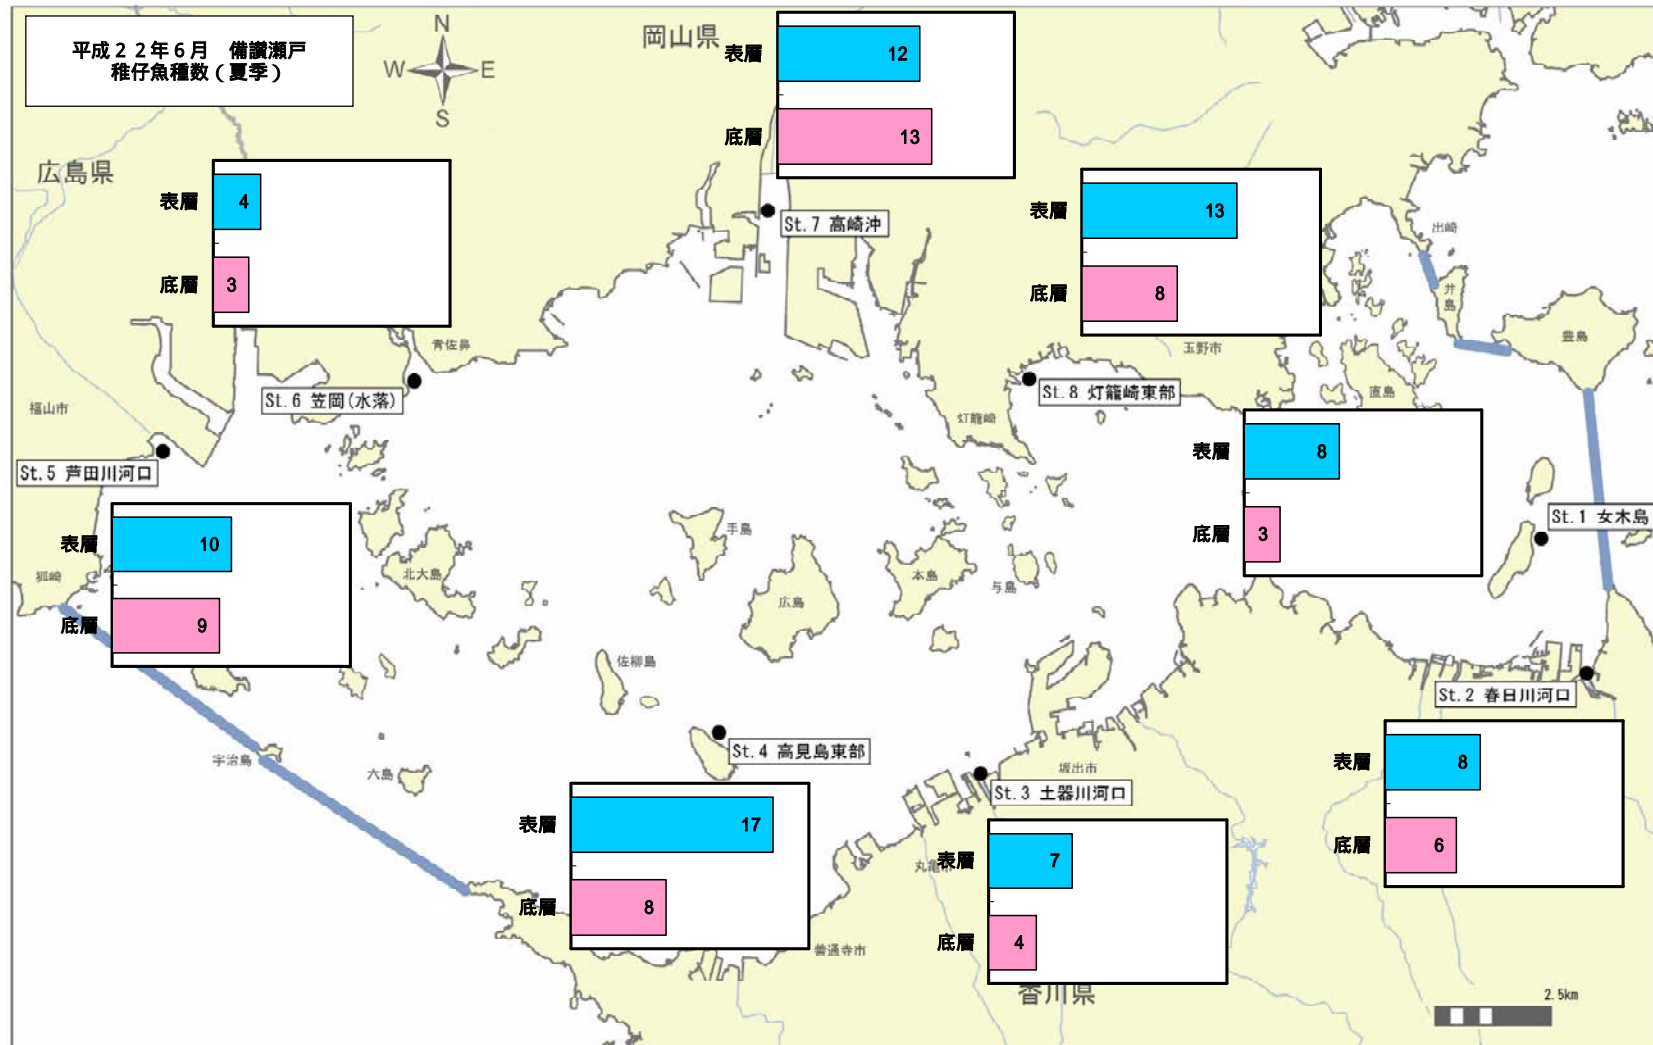 平成２２年６月　備讃瀬戸
稚仔魚種数（夏季）
N
W
E
S
岡山県
広島県
表層
12
底層
13
表層
4
底層
3
表層
13
底層
8
St.7 高崎沖
出崎
井島
豊島
青佐鼻
玉野市
St.6 笠岡(水落)
St.8 灯籠崎東部
直島
福山市
灯籠崎
St.5 芦田川河口
表層
8
底層
3
St.1 女木島
表層
10
底層
9
狐崎
手島
北大島
本島
与島
広島
佐柳島
St.2 春日川河口
宇治島
六島
St.4 高見島東部
坂出市
St.3 土器川河口
表層
8
底層
6
表層
17
底層
8
丸亀市
表層
7
底層
4
善通寺市
香川県
2.5km